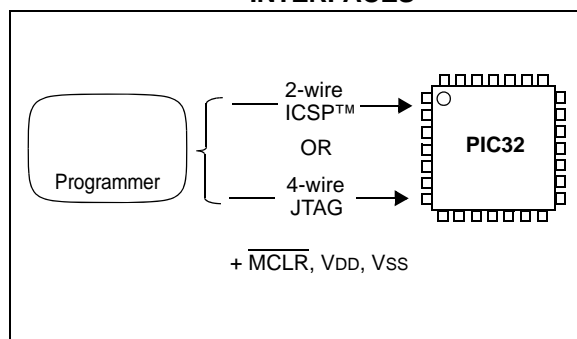 INTERFACES
2-wire
ICSP™
OR
Programmer
4-wire
JTAG
PIC32
+ MCLR, VDD, VSS